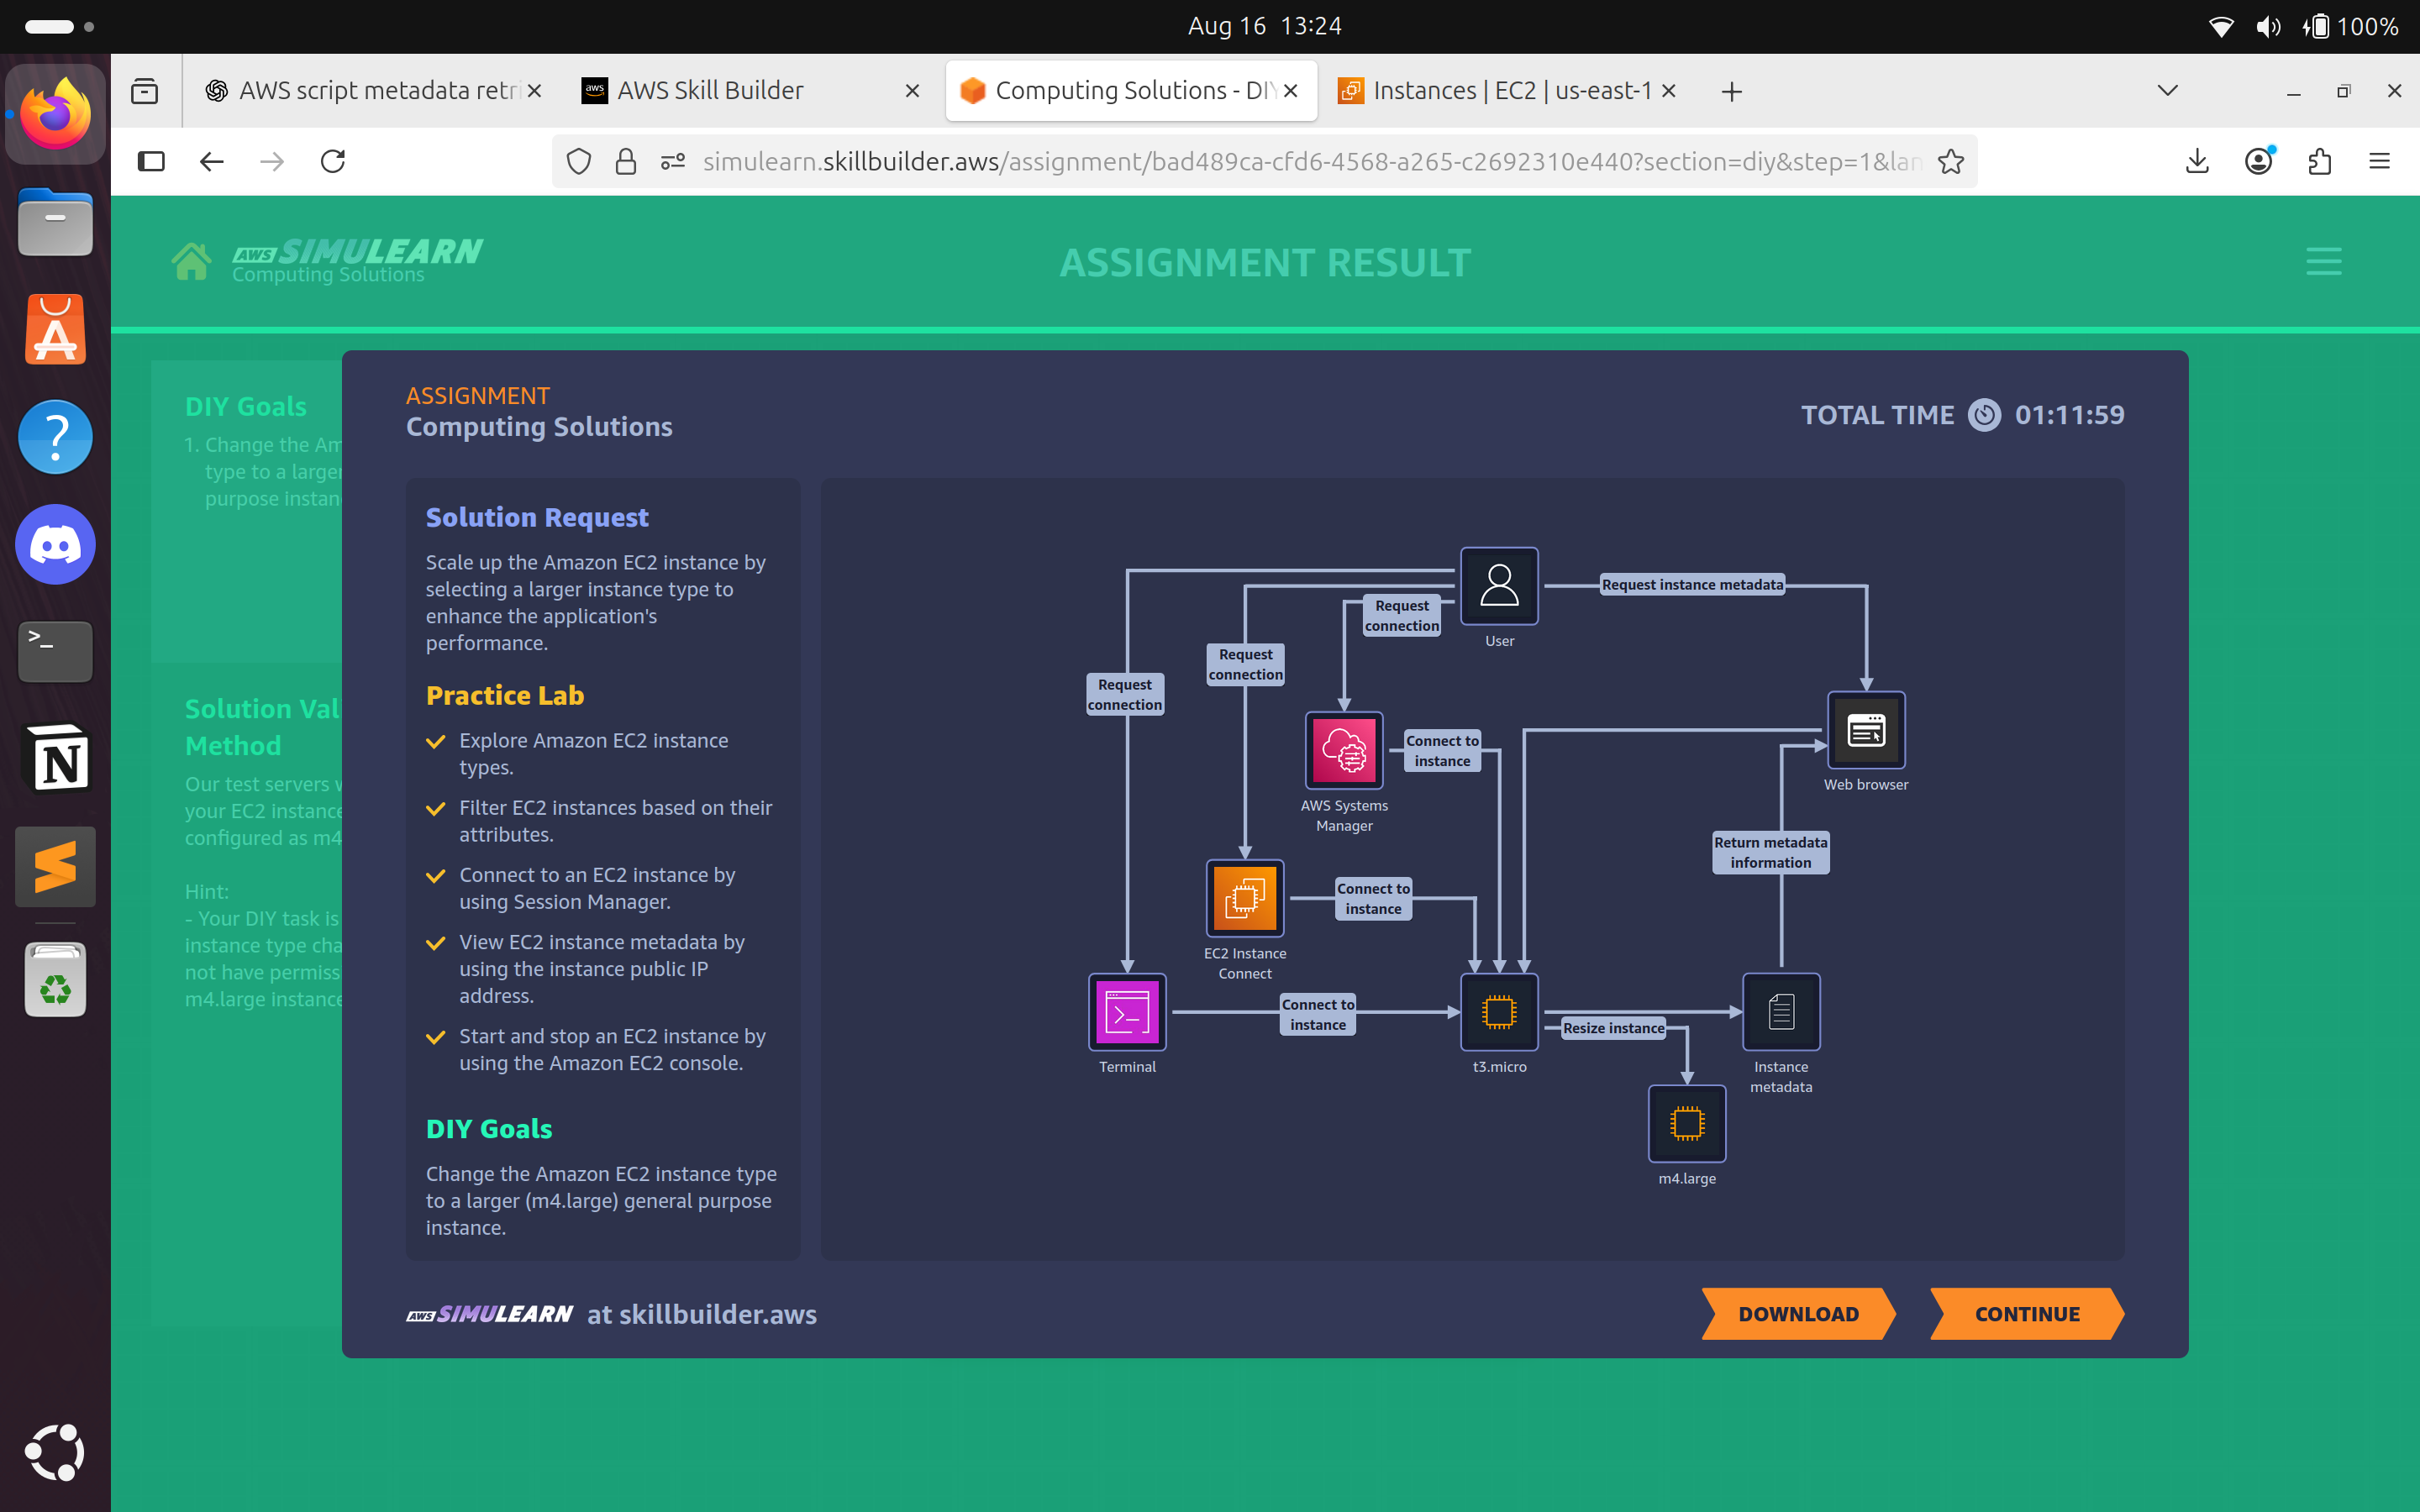 Aug 16 13:24
100%
AWS script metadata retri
AWS Skill Builder
Computing Solutions - DIY
Instances | EC2 | us-east-1
simulearn.skillbuilder.aws/assignment/bad489ca-cfd6-4568-a265-c2692310e440?section=diy&step=1&lan
aws SIMULEARN
Computing Solutions
ASSIGNMENT RESULT
DIY Goals
1. Change the Am
type to a larger
purpose instan
Solution Val
Method
Our test servers w
your EC2 instance
configured as m4
Hint:
- Your DIY task is
instance type cha
not have permiss
m4.large instance
ASSIGNMENT
Computing Solutions
TOTAL TIME 01:11:59
Solution Request
Scale up the Amazon EC2 instance by
selecting a larger instance type to
enhance the application's
performance.
Practice Lab
Explore Amazon EC2 instance
types.
Filter EC2 instances based on their
attributes.
Connect to an EC2 instance by
using Session Manager.
View EC2 instance metadata by
using the instance public IP
address.
Start and stop an EC2 instance by
using the Amazon EC2 console.
DIY Goals
Change the Amazon EC2 instance type
to a larger (m4.large) general purpose
instance.
User
Request instance metadata
Request
connection
Request
connection
Request
connection
AWS Systems
Manager
Connect to
instance
Web browser
Return metadata
information
EC2 Instance
Connect
Connect to
instance
Terminal
Connect to
instance
t3.micro
Resize instance
Instance
metadata
m4.large
aws SIMULEARN at skillbuilder.aws
DOWNLOAD
CONTINUE